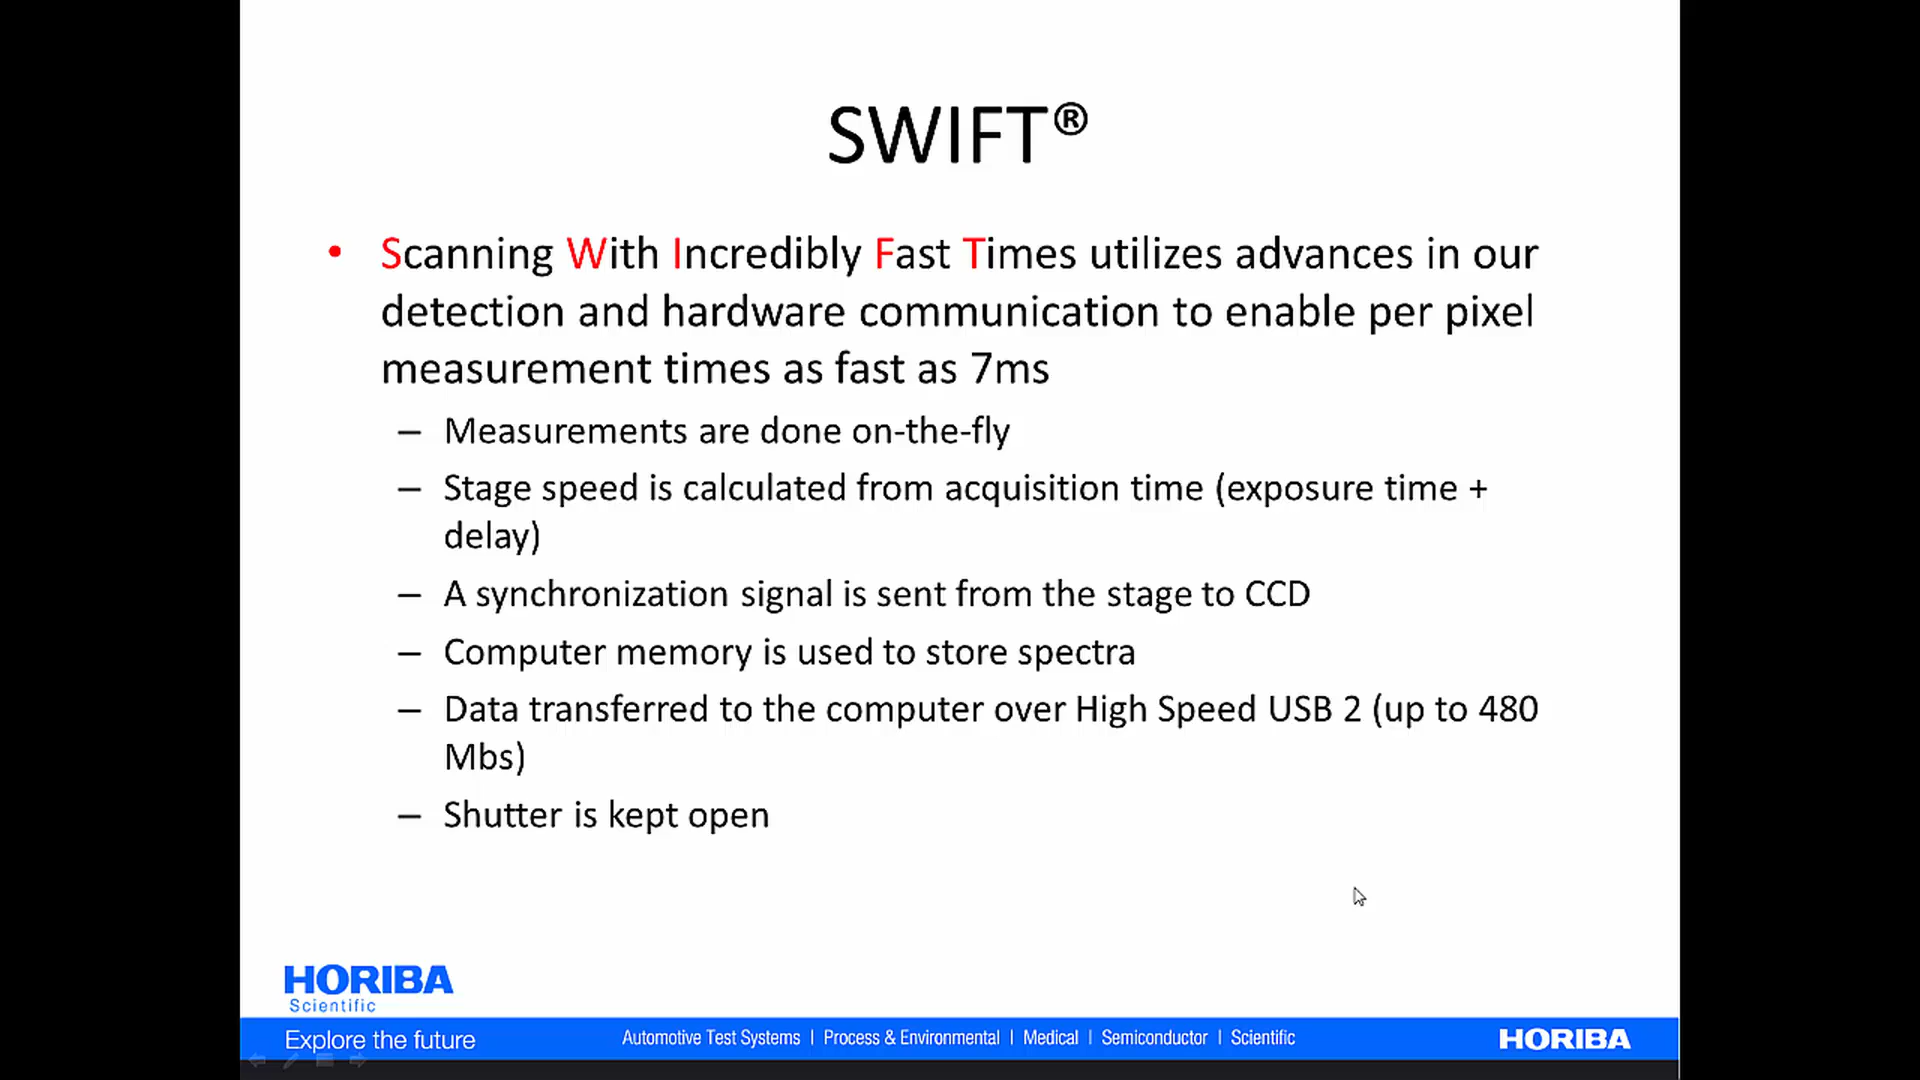 SWIFT®
• Scanning With Incredibly Fast Times utilizes advances in our
detection and hardware communication to enable per pixel
measurement times as fast as 7ms
– Measurements are done on-the-fly
– Stage speed is calculated from acquisition time (exposure time +
delay)
– A synchronization signal is sent from the stage to CCD
– Computer memory is used to store spectra
– Data transferred to the computer over High Speed USB 2 (up to 480
Mbs)
– Shutter is kept open
HORIBA
Scientific
Explore the future
Automotive Test Systems | Process & Environmental | Medical | Semiconductor | Scientific
HORIBA